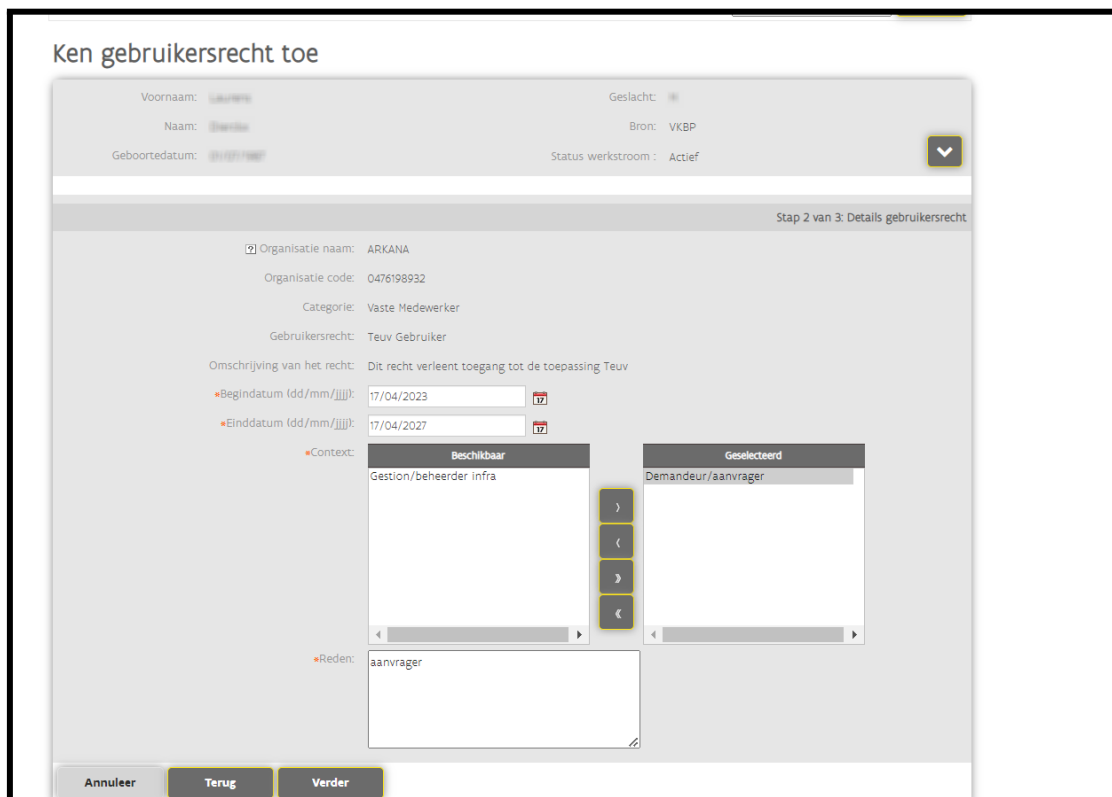 Ken gebruikersrecht toe
Voornaam:
Geslacht:
Naam:
Bron: VKBP
Geboortedatum:
Status werkstroom : Actief
Stap 2 van 3: Details gebruikersrecht
? Organisatie naam: ARKANA
Organisatie code: 0476198932
Categorie: Vaste Medewerker
Gebruikersrecht: Teuv Gebruiker
Omschrijving van het recht: Dit recht verleent toegang tot de toepassing Teuv
*Begindatum (dd/mm/jjjj): 17/04/2023
17
*Einddatum (dd/mm/jjjj): 17/04/2027
17
*Context:
Beschikbaar
Geselecteerd
Gestion/beheerder infra
Demandeur/aanvrager
*Reden: aanvrager
Annuleer
Terug
Verder